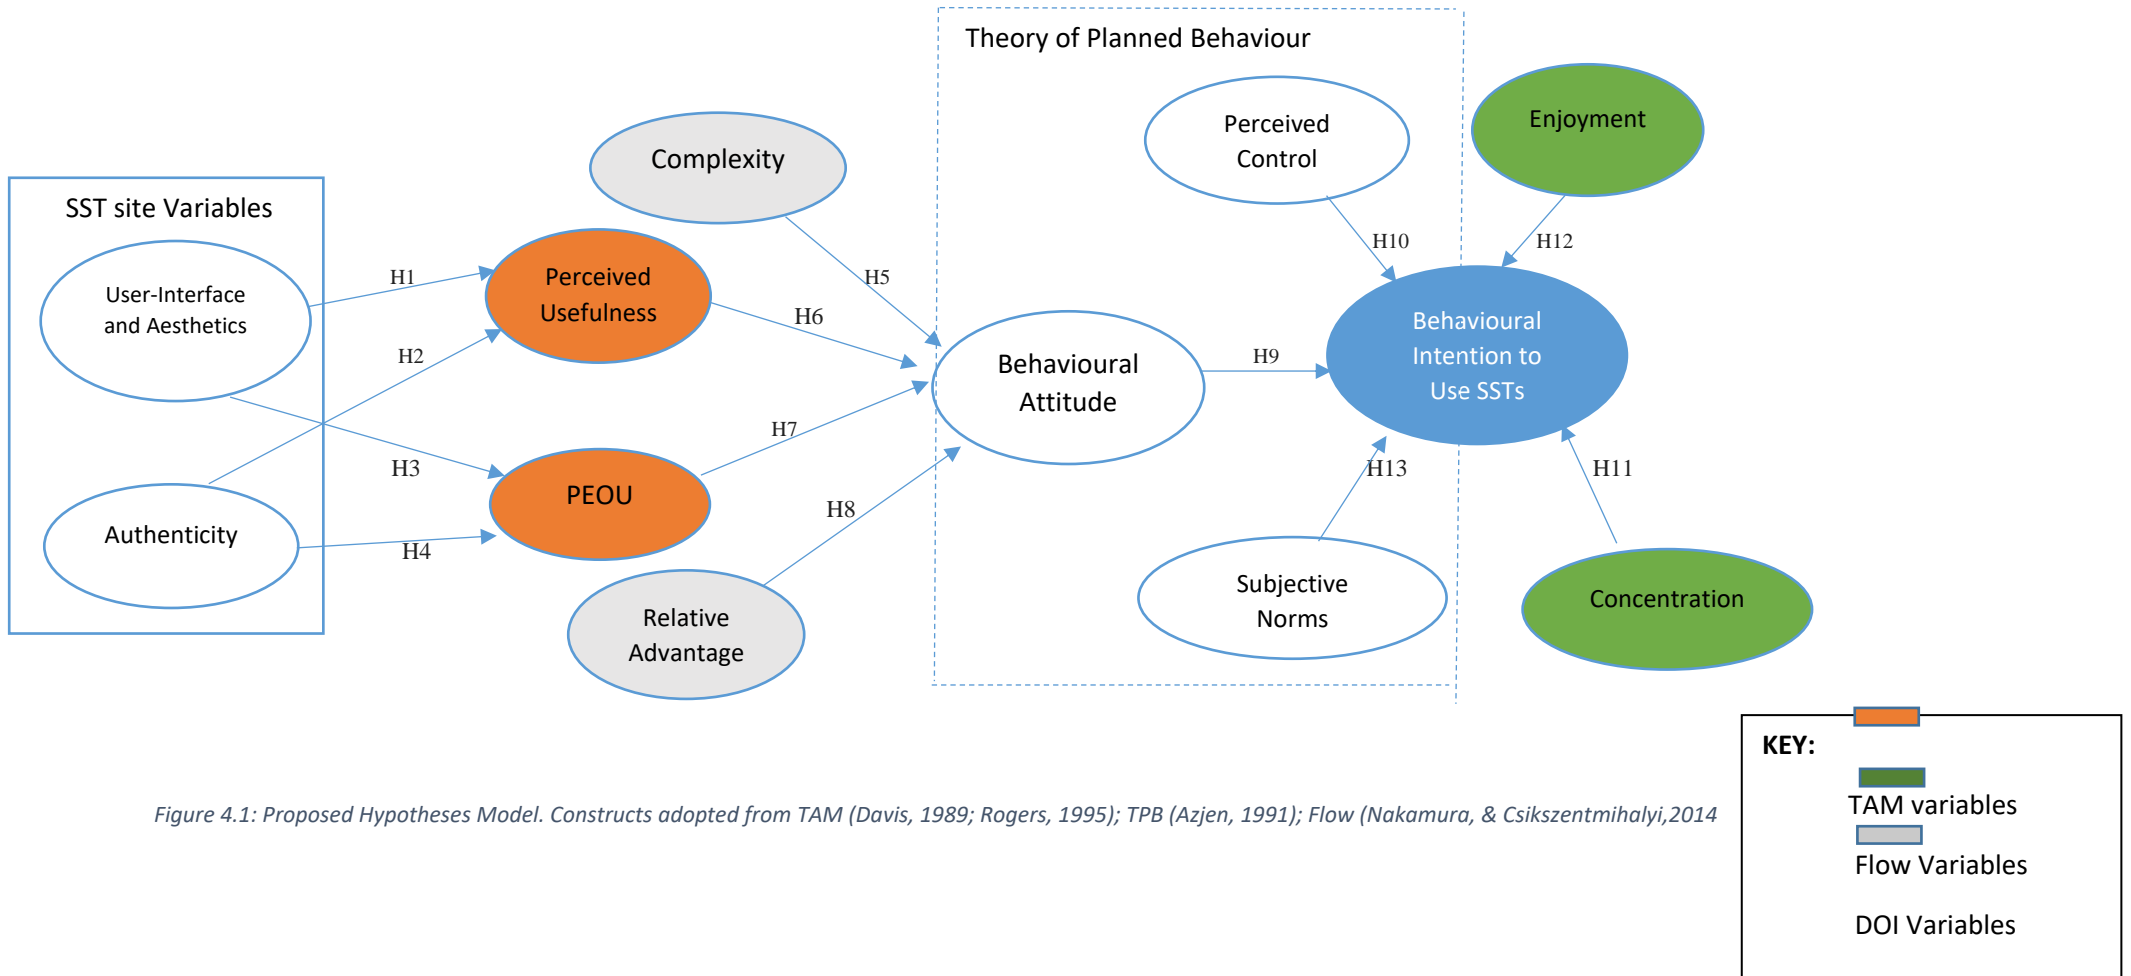 Theory of Planned Behaviour
Perceived
Control
Enjoyment
Complexity
SST site Variables
User-Interface
and Aesthetics
Authenticity
H1
H2
H3
H4
Perceived
Usefulness
PEOU
Relative
Advantage
H5
H6
H7
H8
Behavioural
Attitude
H9
H10
H12
Behavioural
Intention to
Use SSTs
H13
H11
Subjective
Norms
Concentration
KEY:
TAM variables
Flow Variables
DOI Variables
Figure 4.1: Proposed Hypotheses Model. Constructs adopted from TAM (Davis, 1989; Rogers, 1995); TPB (Azjen, 1991); Flow (Nakamura, & Csikszentmihalyi,2014